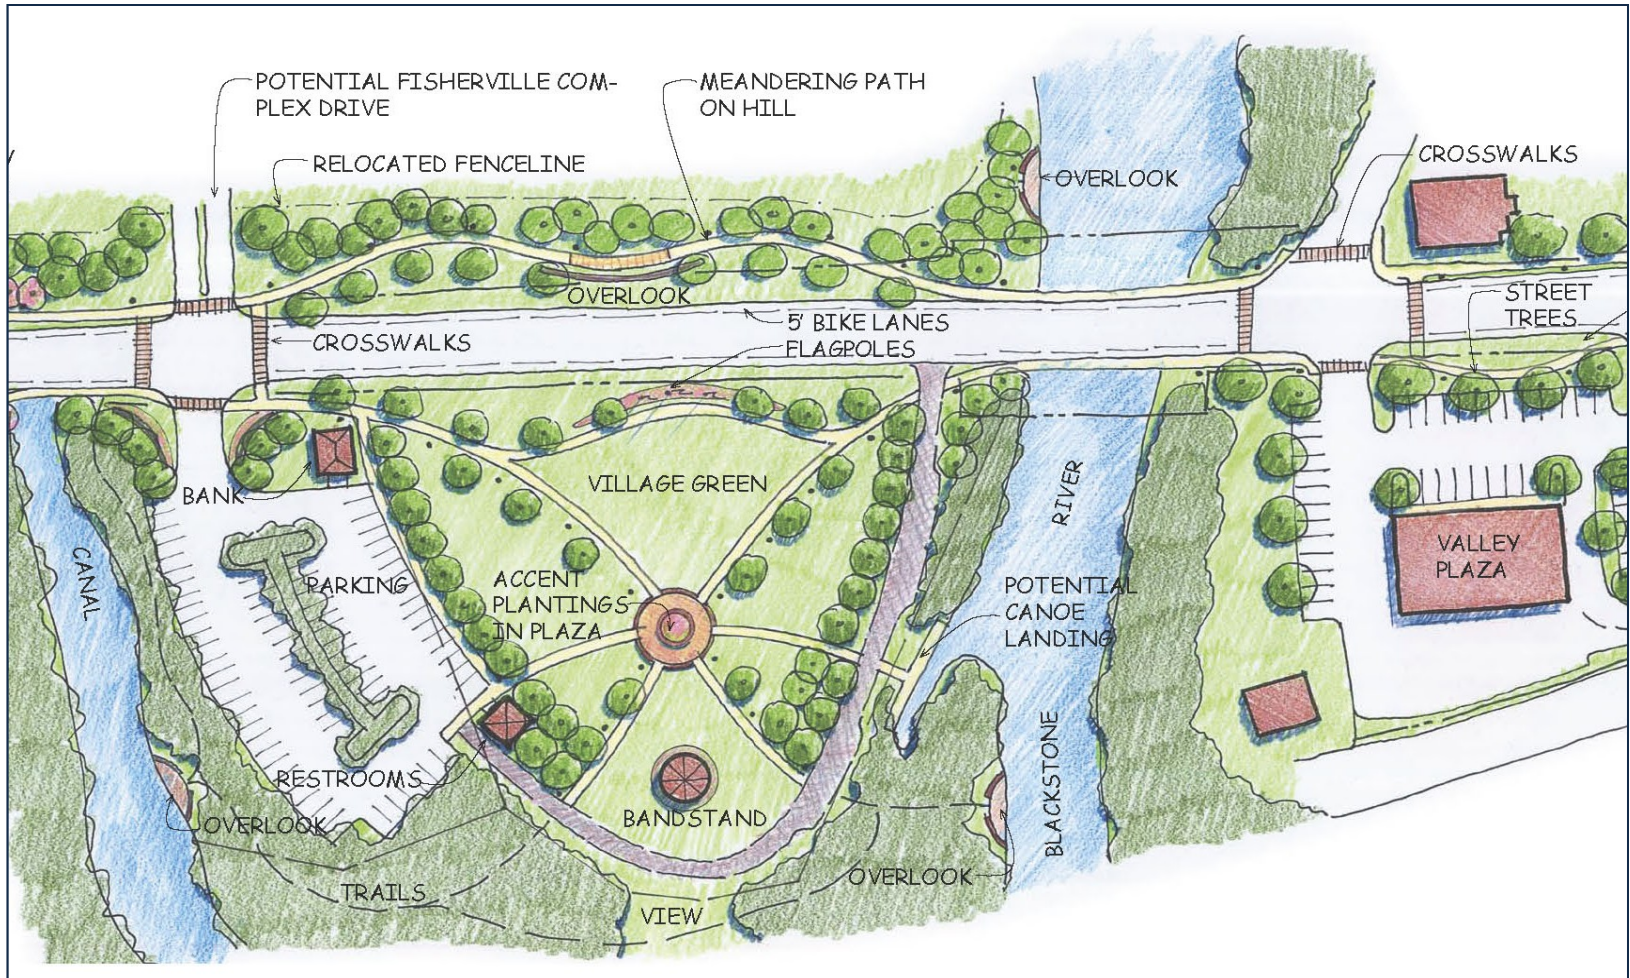 POTENTIAL FISHERVILLE COM-
PLEX DRIVE
MEANDERING PATH
ON HILL
RELOCATED FENCELINE
CROSSWALKS
OVERLOOK
OVERLOOK
STREET
TREES
5' BIKE LANES
FLAGPOLES
CROSSWALKS
BANK
VILLAGE GREEN
RIVER
CANAL
PARKING
ACCENT
PLANTINGS
IN PLAZA
POTENTIAL
CANOE
LANDING
VALLEY
PLAZA
RESTROOMS
BLACKSTONE
OVERLOOK
BANDSTAND
OVERLOOK
TRAILS
VIEW